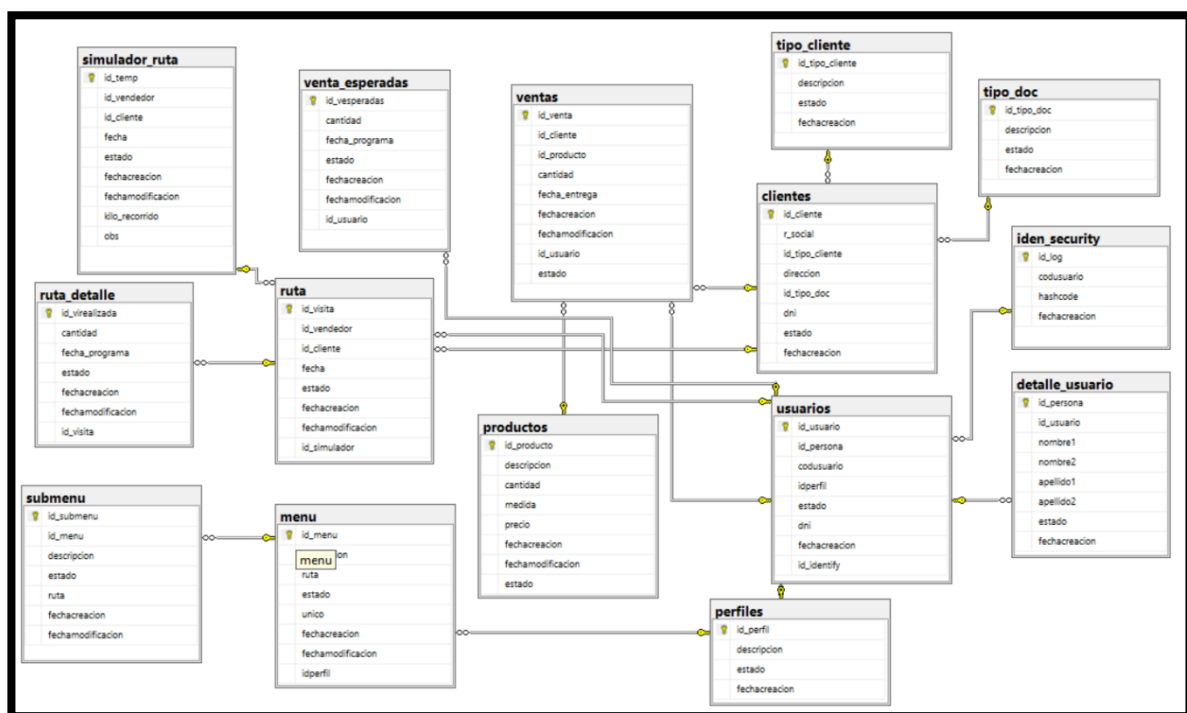 simulador_ruta
id_temp
id_vendedor
id_cliente
fecha
estado
fechacreacion
fechamodificacion
kilo_recorrido
obs
venta_esperadas
id_vesperadas
cantidad
fecha_programa
estado
fechacreacion
fechamodificacion
id_usuario
ventas
id_venta
id_cliente
id_producto
cantidad
fecha_entrega
fechacreacion
fechamodificacion
id_usuario
estado
tipo_cliente
id_tipo_cliente
descripcion
estado
fechacreacion
tipo_doc
id_tipo_doc
descripcion
estado
fechacreacion
clientes
id_cliente
r_social
id_tipo_cliente
direccion
id_tipo_doc
dni
estado
fechacreacion
iden_security
id_log
codusuario
hashcode
fechacreacion
ruta_detalle
id_virealizada
cantidad
fecha_programa
estado
fechacreacion
fechamodificacion
id_visita
ruta
id_visita
id_vendedor
id_cliente
fecha
estado
fechacreacion
fechamodificacion
id_simulador
productos
id_producto
descripcion
cantidad
medida
precio
fechacreacion
fechamodificacion
estado
usuarios
id_usuario
id_persona
codusuario
idperfil
estado
dni
fechacreacion
id_identify
detalle_usuario
id_persona
id_usuario
nombre1
nombre2
apellido1
apellido2
estado
fechacreacion
submenu
id_submenu
id_menu
descripcion
estado
ruta
fechacreacion
fechamodificacion
menu
id_menu
menu
ruta
estado
unico
fechacreacion
fechamodificacion
idperfil
perfiles
id_perfil
descripcion
estado
fechacreacion